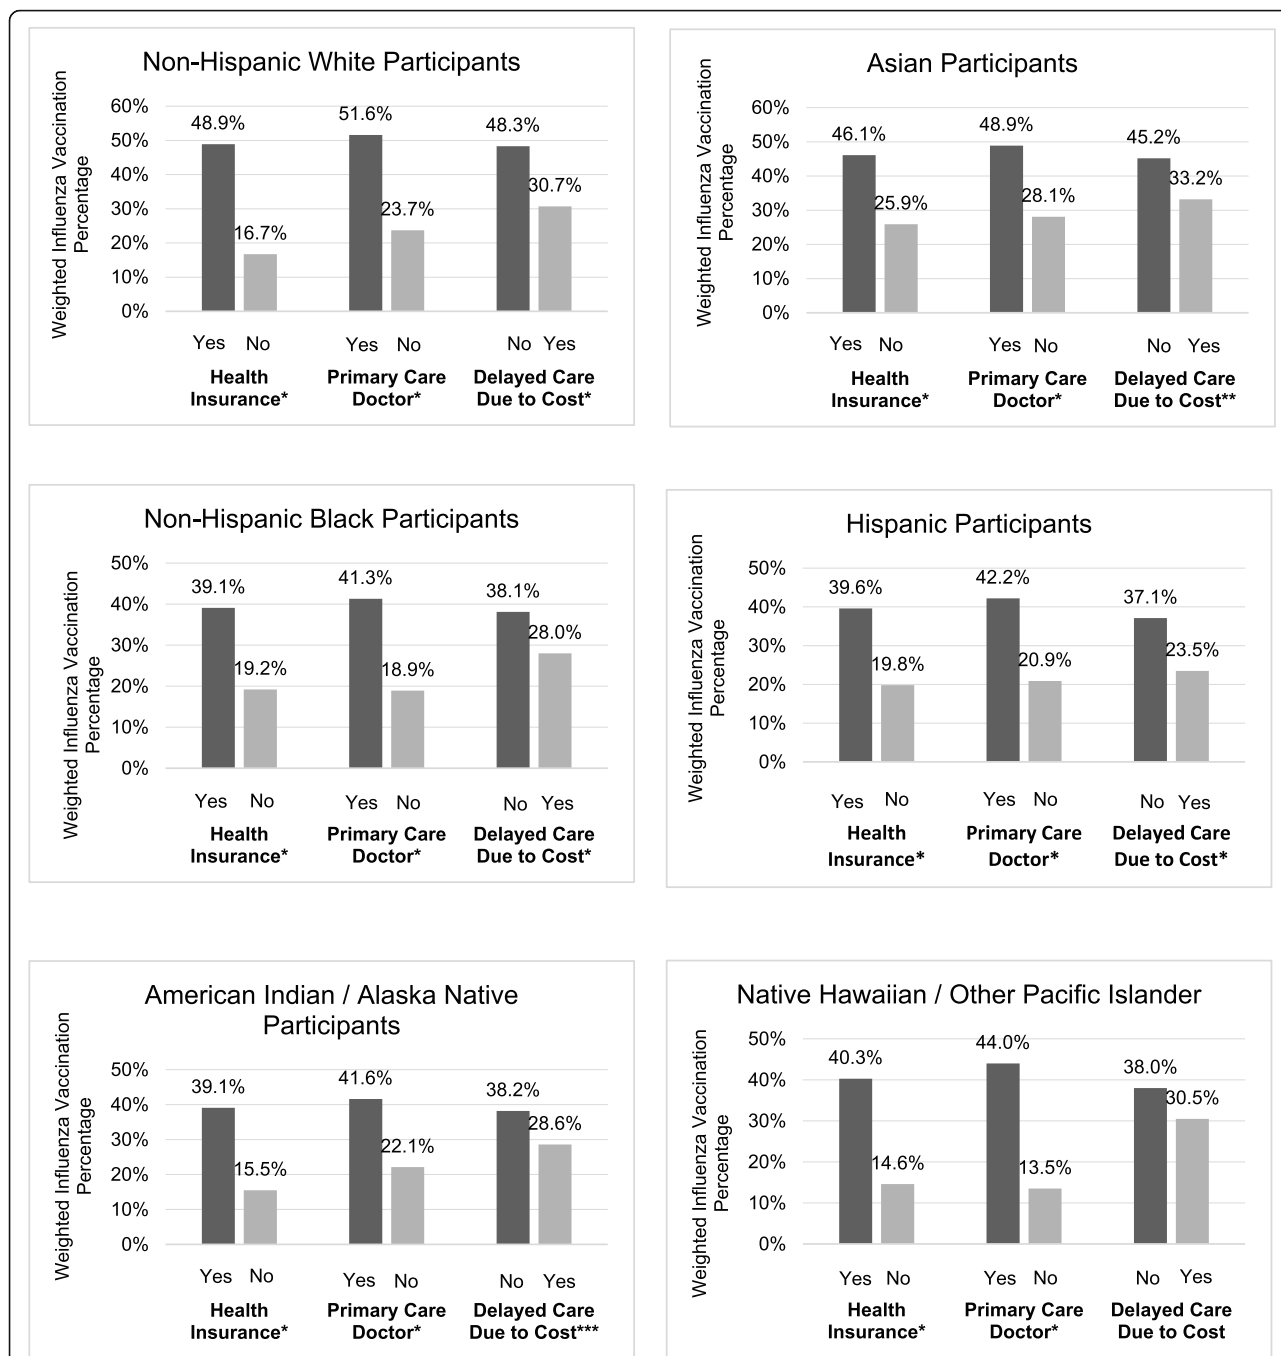 Non-Hispanic White Participants
Weighted Influenza Vaccination
Percentage
60%
50%
40%
30%
20%
10%
0%
48.9%
16.7%
51.6%
23.7%
48.3%
30.7%
Yes No
Yes No
No Yes
Health
Insurance*
Primary Care
Doctor*
Delayed Care
Due to Cost*
Asian Participants
Weighted Influenza Vaccination
Percentage
60%
50%
40%
30%
20%
10%
0%
46.1%
25.9%
48.9%
28.1%
45.2%
33.2%
Yes No
Yes No
No Yes
Health
Insurance*
Primary Care
Doctor*
Delayed Care
Due to Cost**
Non-Hispanic Black Participants
Weighted Influenza Vaccination
Percentage
50%
40%
30%
20%
10%
0%
39.1%
19.2%
41.3%
18.9%
38.1%
28.0%
Yes No
Yes No
No Yes
Health
Insurance*
Primary Care
Doctor*
Delayed Care
Due to Cost*
Hispanic Participants
Weighted Influenza Vaccination
Percentage
50%
40%
30%
20%
10%
0%
39.6%
19.8%
42.2%
20.9%
37.1%
23.5%
Yes No
Yes No
No Yes
Health
Insurance*
Primary Care
Doctor*
Delayed Care
Due to Cost*
American Indian / Alaska Native
Participants
Weighted Influenza Vaccination
Percentage
50%
40%
30%
20%
10%
0%
39.1%
15.5%
41.6%
22.1%
38.2%
28.6%
Yes No
Yes No
No Yes
Health
Insurance*
Primary Care
Doctor*
Delayed Care
Due to Cost***
Native Hawaiian / Other Pacific Islander
Weighted Influenza Vaccination
Percentage
50%
40%
30%
20%
10%
0%
40.3%
14.6%
44.0%
13.5%
38.0%
30.5%
Yes No
Yes No
No Yes
Health
Insurance*
Primary Care
Doctor*
Delayed Care
Due to Cost